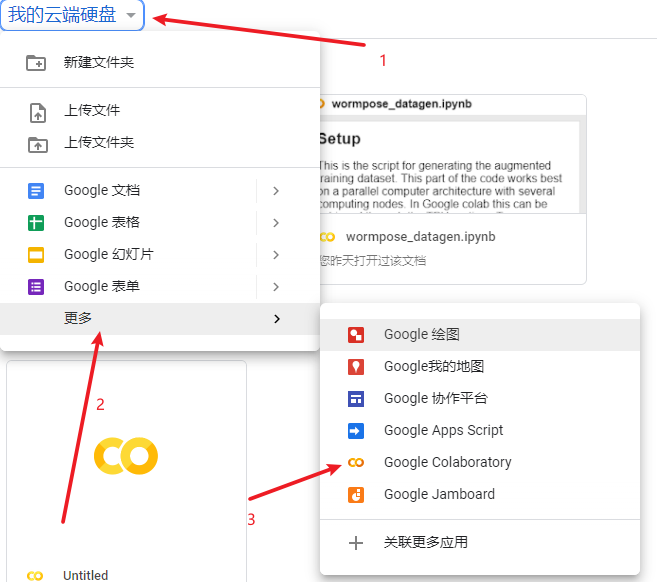 我的云端硬盘
1
新建文件夹
上传文件
上传文件夹
Google 文档
Google 表格
Google 幻灯片
Google 表单
更多
wormpose_datagen.ipynb
Setup
This is the script for generating the augmented
training dataset. This part of the code works best
on a parallel computer architecture with several
computing nodes. In Google colab this can be
wormpose_datagen.ipynb
您昨天打开过该文档
2
3
Google 绘图
Google我的地图
Google 协作平台
Google Apps Script
Google Colaboratory
Google Jamboard
关联更多应用
Untitled